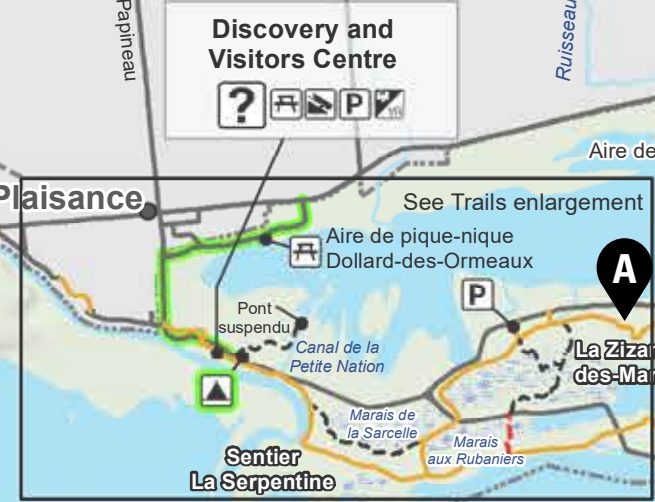 Papineau
Discovery and
Visitors Centre
?
P
Ruisseau
Aire de
Plaisance
See Trails enlargement
Aire de pique-nique
Dollard-des-Ormeaux
A
P
Pont
suspendu
Canal de la
Petite Nation
La Zizan
des-Mar
Marais de
la Sarcelle
Marais
aux Rubaniers
Sentier
La Serpentine